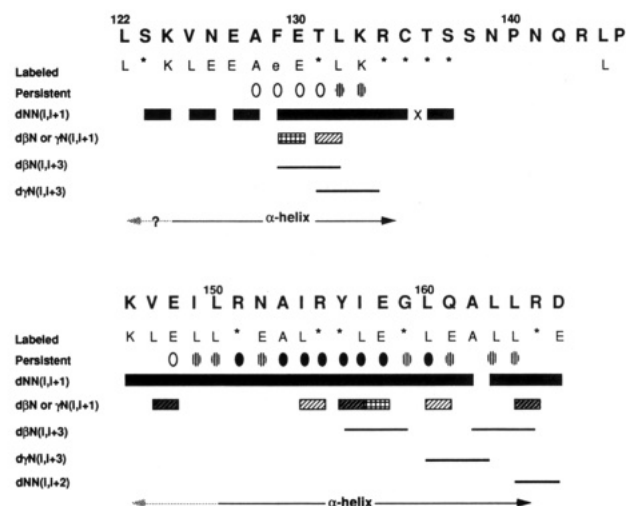 122 130 140
L S K V N E A F E T L K R C T S S N P N Q R L P
Labeled L * K L E E A e E * L K * * * * L
Persistent
dNN(i,i+1) X
dβN or γN(i,i+1)
dβN(i,i+3)
dγN(i,i+3)
? α-helix
150 160
K V E I L R N A I R Y I E G L Q A L L R D
Labeled K L E L L * E A L * * L E * L E A L L * E
Persistent
dNN(i,i+1)
dβN or γN(i,i+1)
dβN(i,i+3)
dγN(i,i+3)
dNN(i,i+2)
α-helix